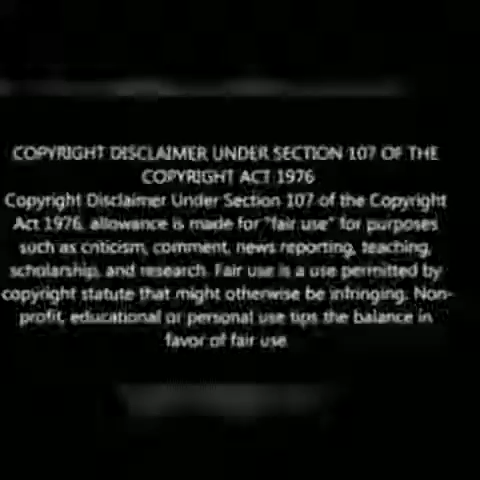 COPYRIGHT DISCLAIMER UNDER SECTION 107 OF THE
COPYRIGHT ACT 1976
Copyright Disclaimer Under Section 107 of the Copyright
Act 1976, allowance is made for "fair use" for purposes
such as criticism, comment, news reporting, teaching,
scholarship, and research. Fair use is a use permitted by
copyright statute that might otherwise be infringing. Non-
profit, educational or personal use tips the balance in
favor of fair use